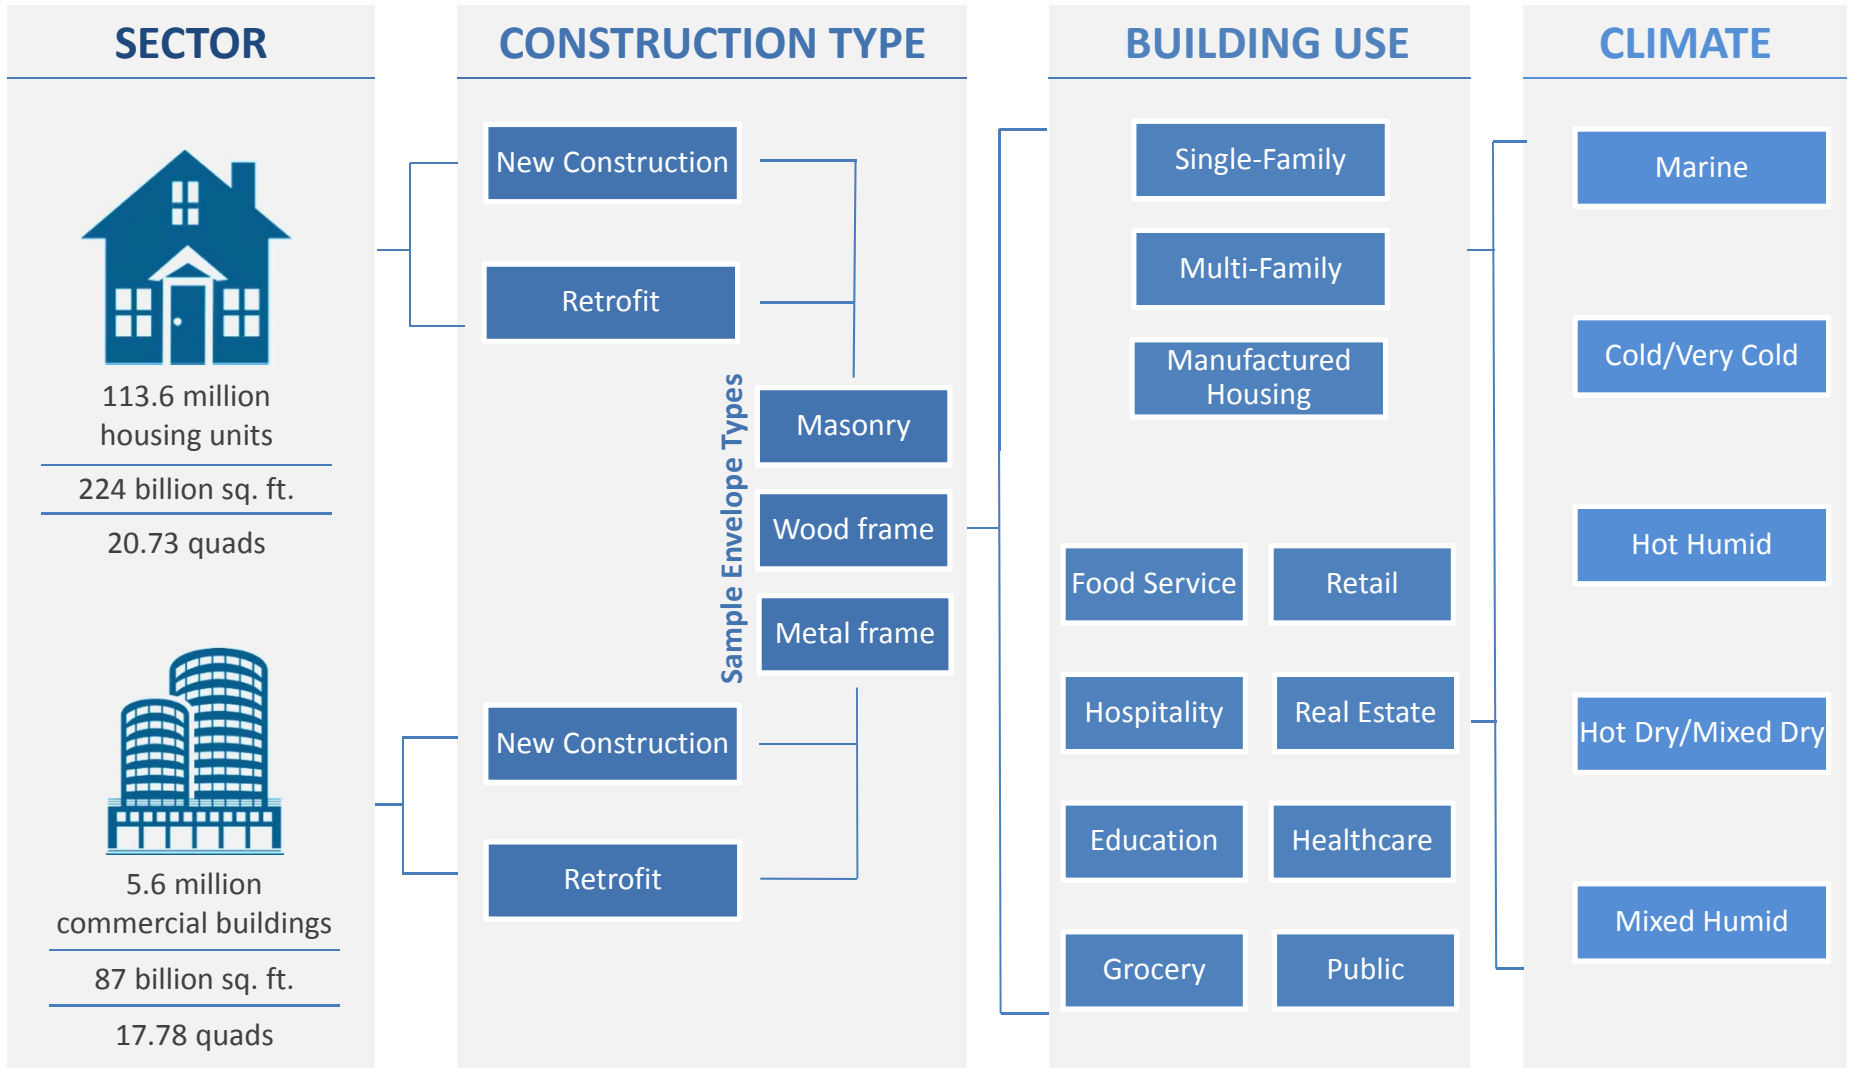 SECTOR
113.6 million
housing units
224 billion sq. ft.
20.73 quads
5.6 million
commercial buildings
87 billion sq. ft.
17.78 quads
CONSTRUCTION TYPE
New Construction
Retrofit
Sample Envelope Types
Masonry
Wood frame
Metal frame
New Construction
Retrofit
BUILDING USE
Single-Family
Multi-Family
Manufactured
Housing
Food Service
Retail
Hospitality
Real Estate
Education
Healthcare
Grocery
Public
CLIMATE
Marine
Cold/Very Cold
Hot Humid
Hot Dry/Mixed Dry
Mixed Humid